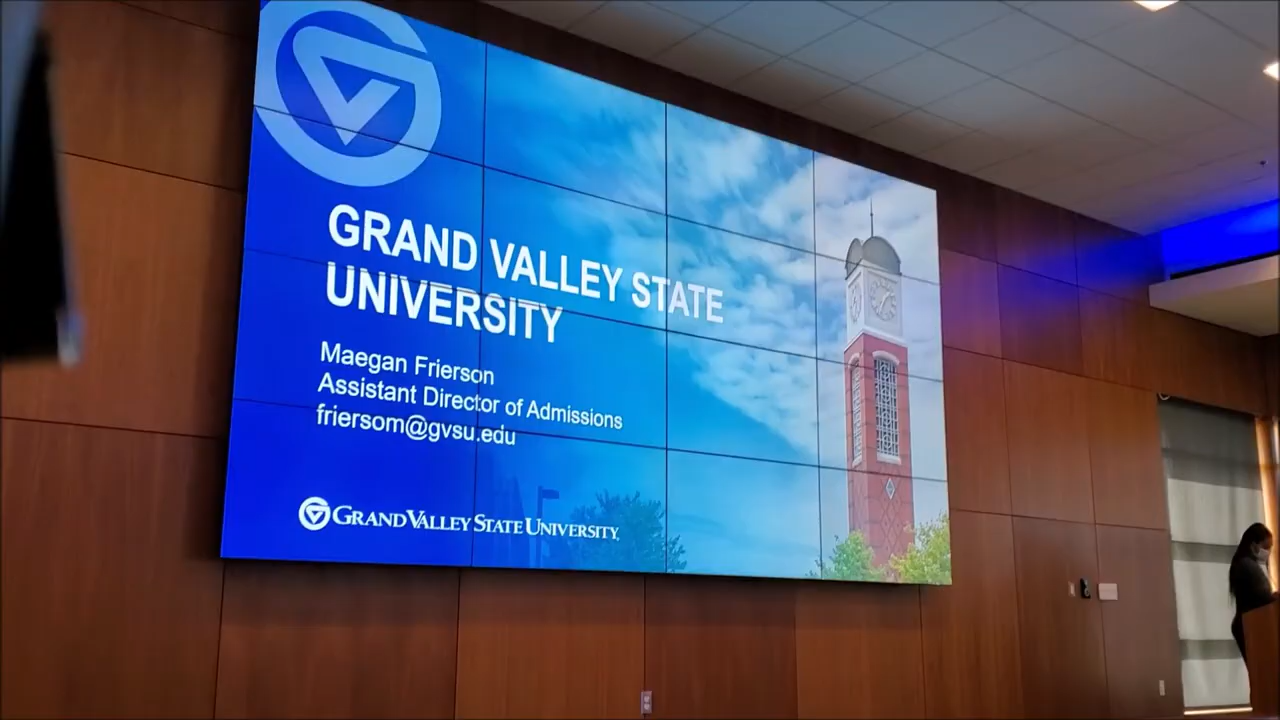 GRAND VALLEY STATE
UNIVERSITY
Maegan Frierson
Assistant Director of Admissions
friersom@gvsu.edu
GRAND VALLEY STATE UNIVERSITY.